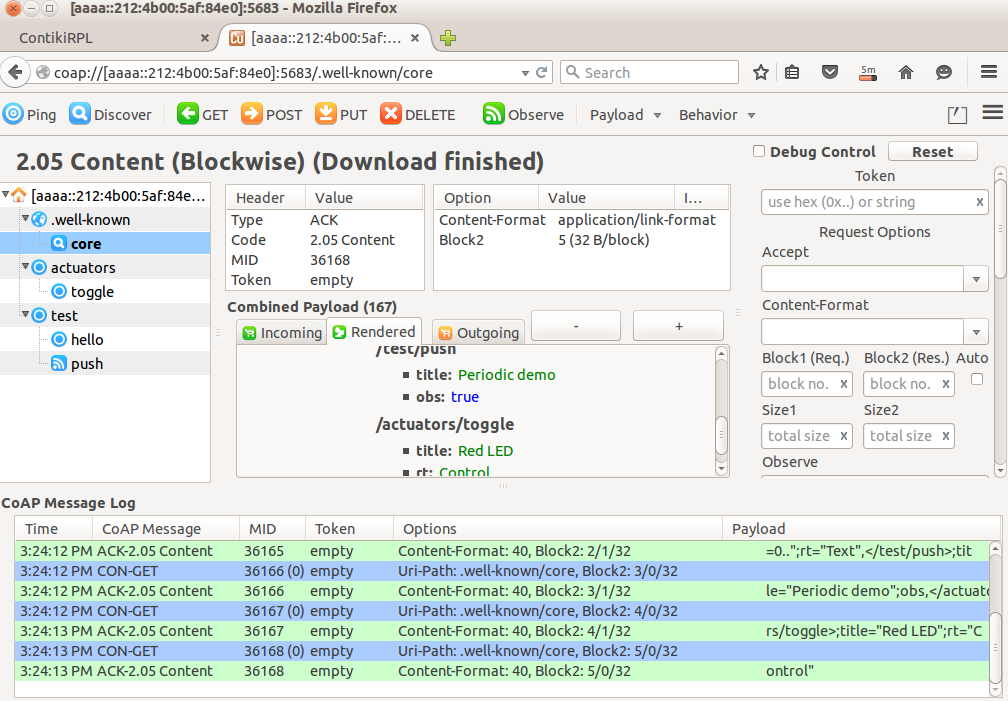 [aaaa::212:4b00:5af:84e0]:5683 - Mozilla Firefox
ContikiRPL × [aaaa::212:4b00:5af:... ×
coap://[aaaa::212:4b00:5af:84e0]:5683/.well-known/core Search 5m
Ping Discover GET POST PUT DELETE Observe Payload Behavior
2.05 Content (Blockwise) (Download finished)
Debug Control Reset
[aaaa::212:4b00:5af:84e...
.well-known
core
actuators
toggle
test
hello
push
Header Value
Type ACK
Code 2.05 Content
MID 36168
Token empty
Option Value I...
Content-Format application/link-format
Block2 5 (32 B/block)
Combined Payload (167)
Incoming Rendered Outgoing - +
/test/push
title: Periodic demo
obs: true
/actuators/toggle
title: Red LED
rt: Control
Token
use hex (0x..) or string x
Request Options
Accept
Content-Format
Block1 (Req.) Block2 (Res.) Auto
block no. x block no. x
Size1 Size2
total size x total size x
Observe
CoAP Message Log
Time CoAP Message MID Token Options Payload
3:24:12 PM ACK-2.05 Content 36165 empty Content-Format: 40, Block2: 2/1/32 =0..";rt="Text",</test/push>;tit
3:24:12 PM CON-GET 36166 (0) empty Uri-Path: .well-known/core, Block2: 3/0/32
3:24:12 PM ACK-2.05 Content 36166 empty Content-Format: 40, Block2: 3/1/32 le="Periodic demo";obs,</actuato
3:24:12 PM CON-GET 36167 (0) empty Uri-Path: .well-known/core, Block2: 4/0/32
3:24:13 PM ACK-2.05 Content 36167 empty Content-Format: 40, Block2: 4/1/32 rs/toggle>;title="Red LED";rt="C
3:24:13 PM CON-GET 36168 (0) empty Uri-Path: .well-known/core, Block2: 5/0/32
3:24:13 PM ACK-2.05 Content 36168 empty Content-Format: 40, Block2: 5/0/32 ontrol"